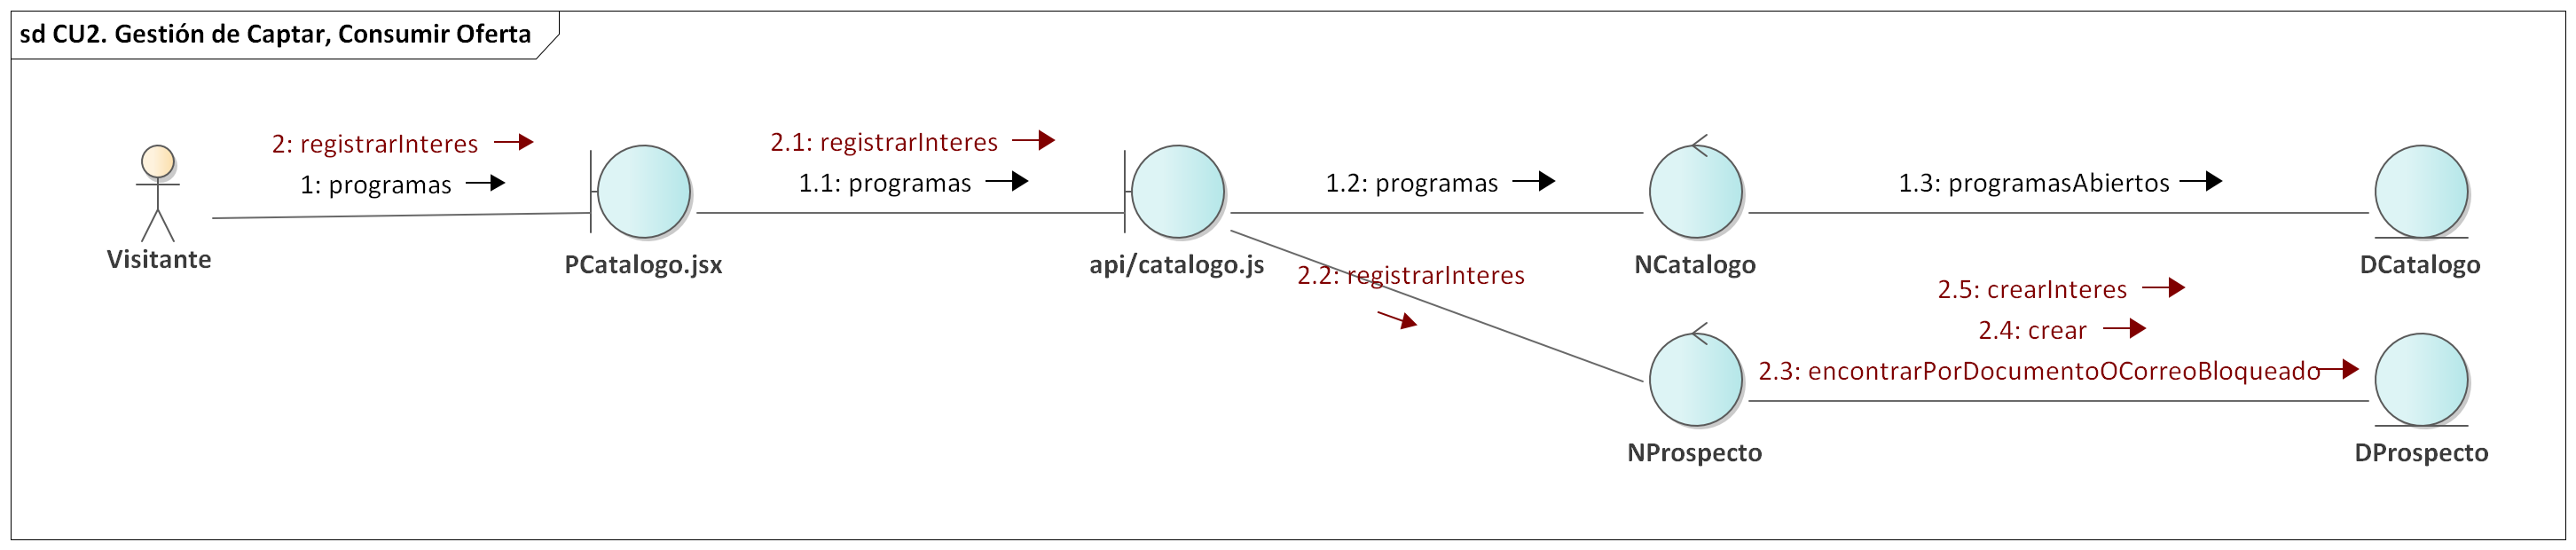 sd CU2. Gestión de Captar, Consumir Oferta
2: registrarInteres
1: programas
2.1: registrarInteres
1.1: programas
1.2: programas
1.3: programasAbiertos
Visitante
PCatalogo.jsx
api/catalogo.js
NCatalogo
DCatalogo
2.2: registrarInteres
2.5: crearInteres
2.4: crear
2.3: encontrarPorDocumentoOCorreoBloqueado
NProspecto
DProspecto